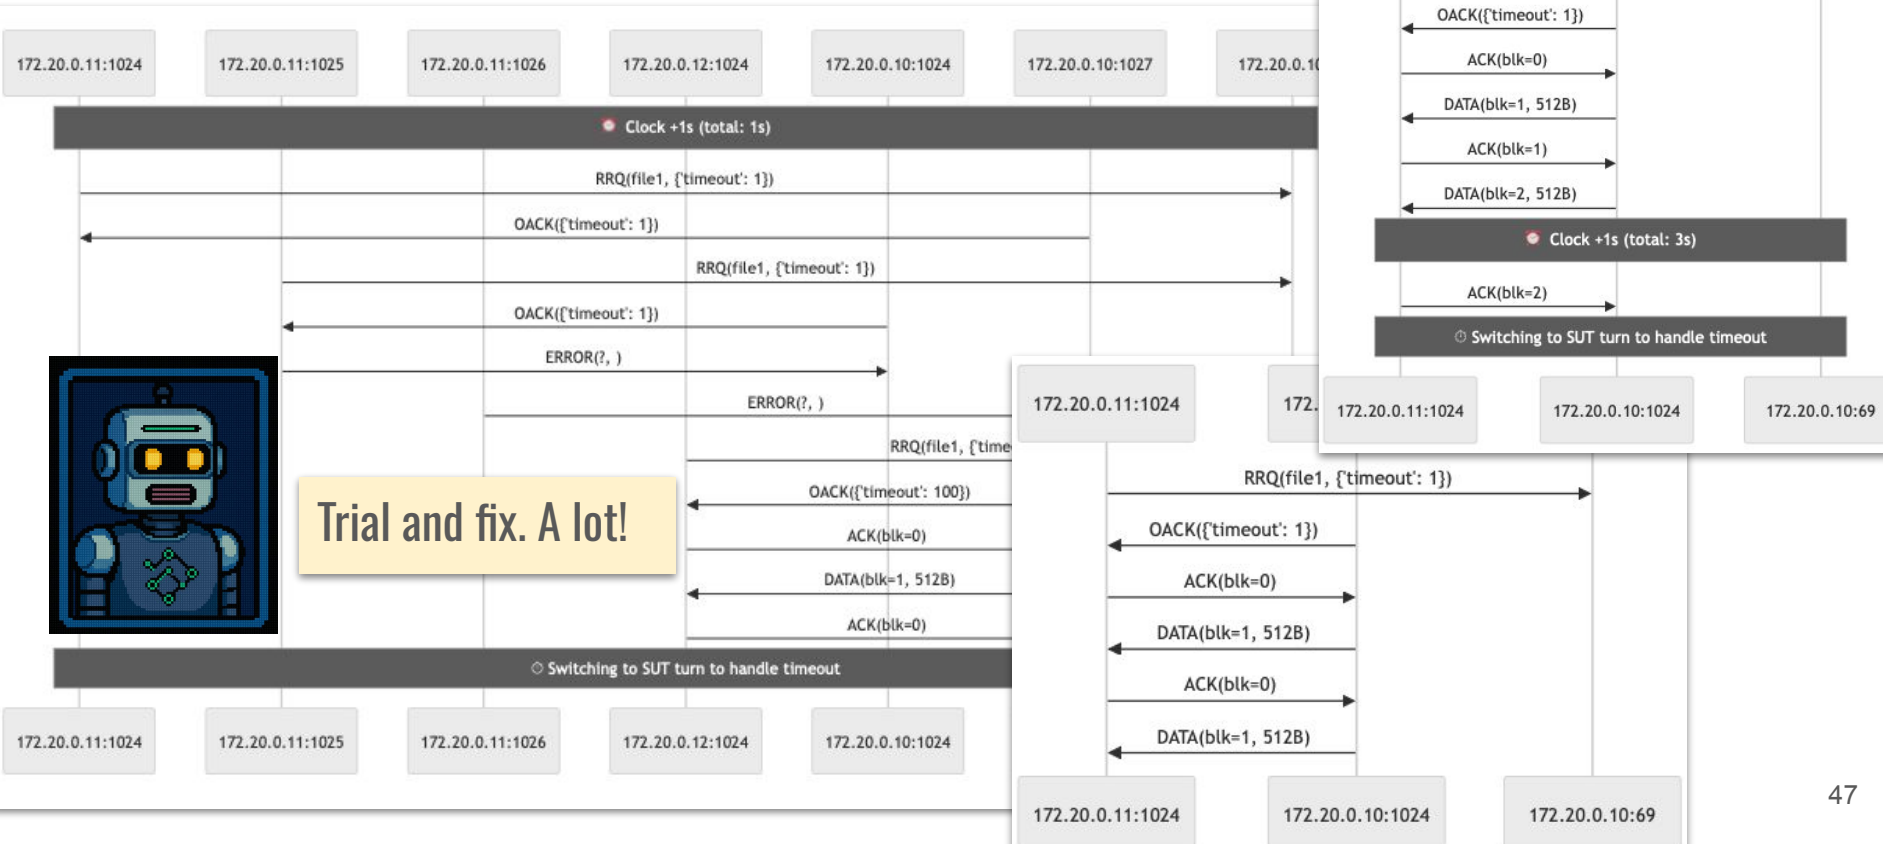 172.20.0.11:1024
172.20.0.11:1025
172.20.0.11:1026
172.20.0.12:1024
172.20.0.10:1024
172.20.0.10:1027
172.20.0.10
⏰ Clock +1s (total: 1s)
RRQ(file1, {'timeout': 1})
OACK({'timeout': 1})
RRQ(file1, {'timeout': 1})
OACK({'timeout': 1})
ERROR(?, )
ERROR(?, )
RRQ(file1, {'time
OACK({'timeout': 100})
ACK(blk=0)
DATA(blk=1, 512B)
ACK(blk=0)
⏱ Switching to SUT turn to handle timeout
172.20.0.11:1024
172.20.0.11:1025
172.20.0.11:1026
172.20.0.12:1024
172.20.0.10:1024
Trial and fix. A lot!
OACK({'timeout': 1})
ACK(blk=0)
DATA(blk=1, 512B)
ACK(blk=1)
DATA(blk=2, 512B)
⏰ Clock +1s (total: 3s)
ACK(blk=2)
⏱ Switching to SUT turn to handle timeout
172.20.0.11:1024
172.20.0.10:1024
172.20.0.10:69
172.20.0.11:1024
172.
RRQ(file1, {'timeout': 1})
OACK({'timeout': 1})
ACK(blk=0)
DATA(blk=1, 512B)
ACK(blk=0)
DATA(blk=1, 512B)
172.20.0.11:1024
172.20.0.10:1024
172.20.0.10:69
47